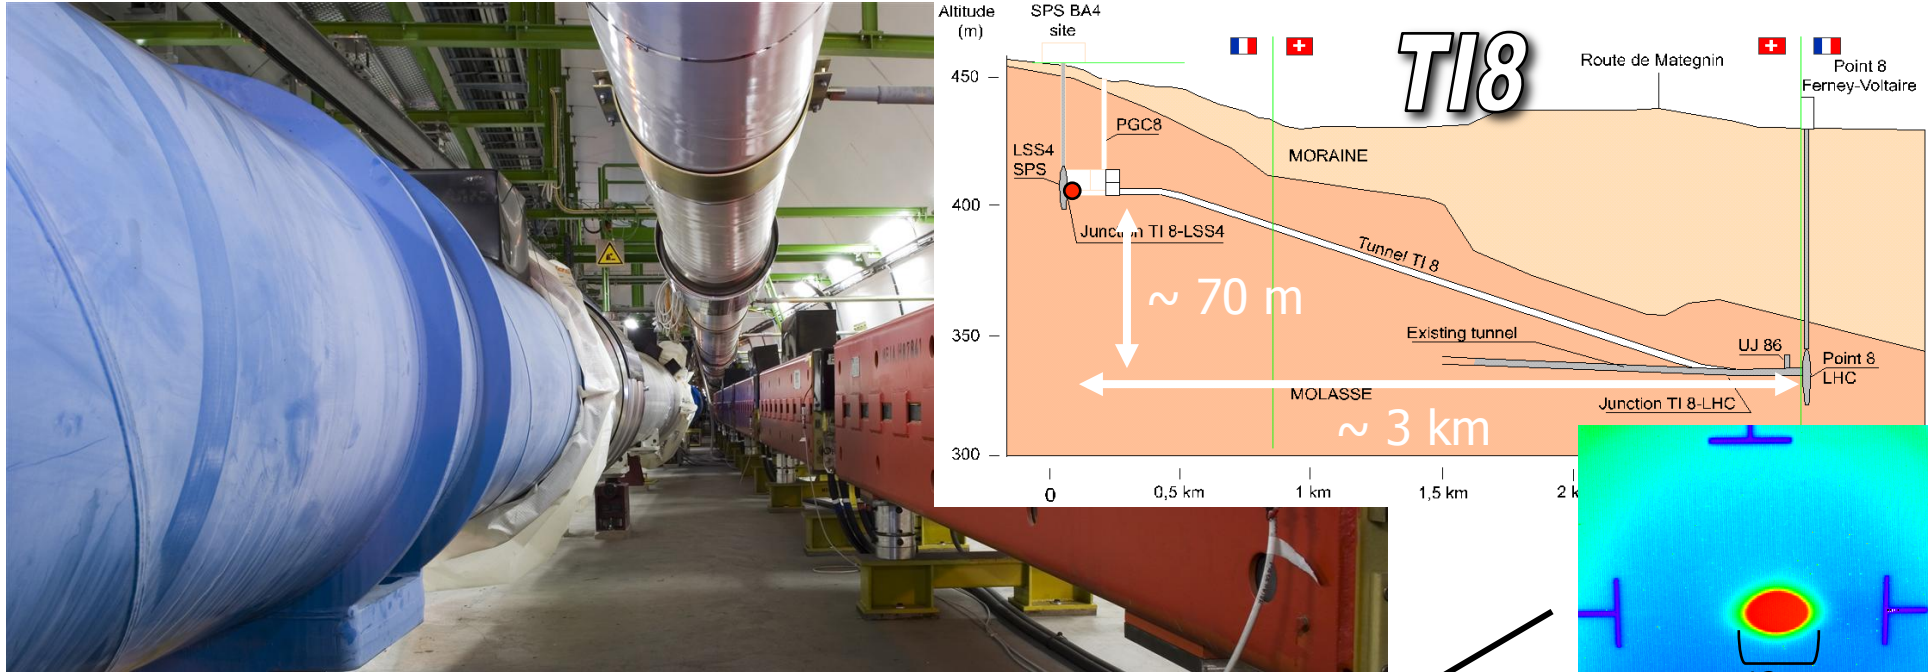 Altitude
(m)
SPS BA4
site
TI8
Route de Mategnin
Point 8
Ferney-Voltaire
450
PGC8
LSS4
SPS
MORAINE
400
Junction TI 8-LSS4
Tunnel TI 8
~ 70 m
350
Existing tunnel
UJ 86
Point 8
LHC
MOLASSE
Junction TI 8-LHC
~ 3 km
300
0
0,5 km
1 km
1,5 km